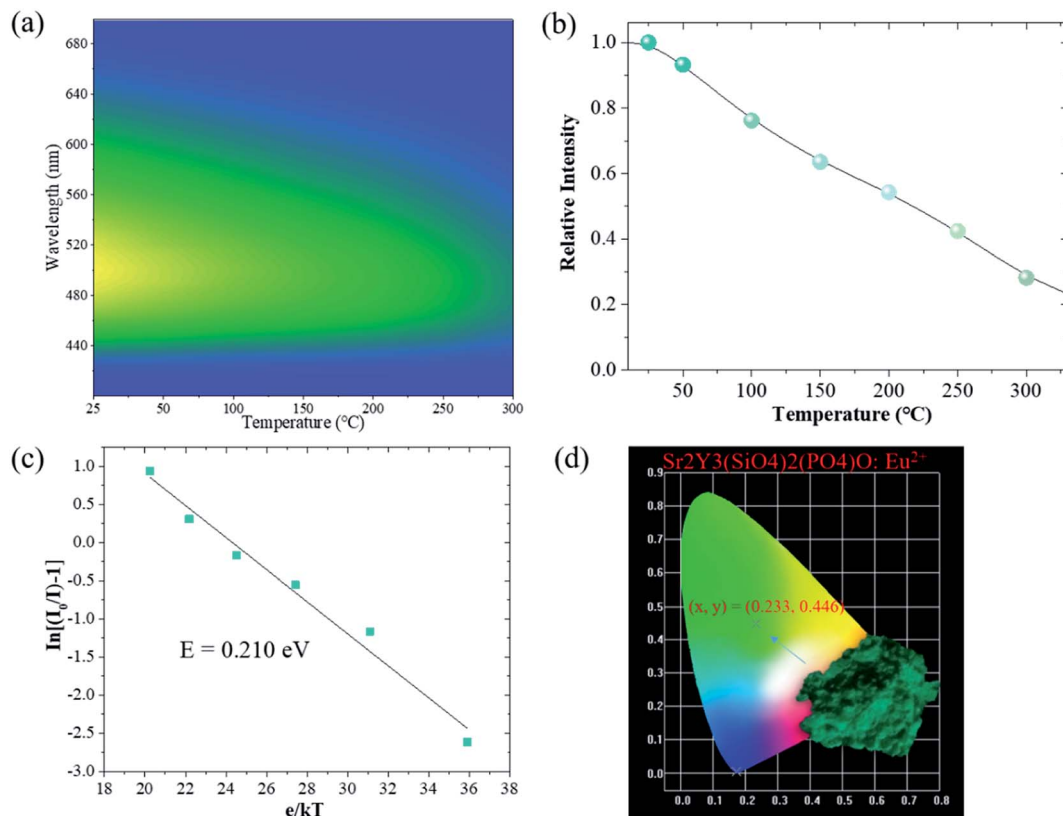 (a)
680
640
600
560
520
480
440
Wavelength (nm)
25 50 100 150 200 250 300
Temperature (℃)
(b)
1.0
0.8
0.6
0.4
0.2
0.0
Relative Intensity
50 100 150 200 250 300
Temperature (℃)
(c)
1.0
0.5
0.0
-0.5
-1.0
-1.5
-2.0
-2.5
-3.0
In[(I₀/I)-1]
E = 0.210 eV
18 20 22 24 26 28 30 32 34 36 38
e/kT
(d)
Sr2Y3(SiO4)2(PO4)O: Eu²⁺
0.9
0.8
0.7
0.6
0.5
(x, y) = (0.233, 0.446)
0.4
0.3
0.2
0.1
0.0
0.0 0.1 0.2 0.3 0.4 0.5 0.6 0.7 0.8